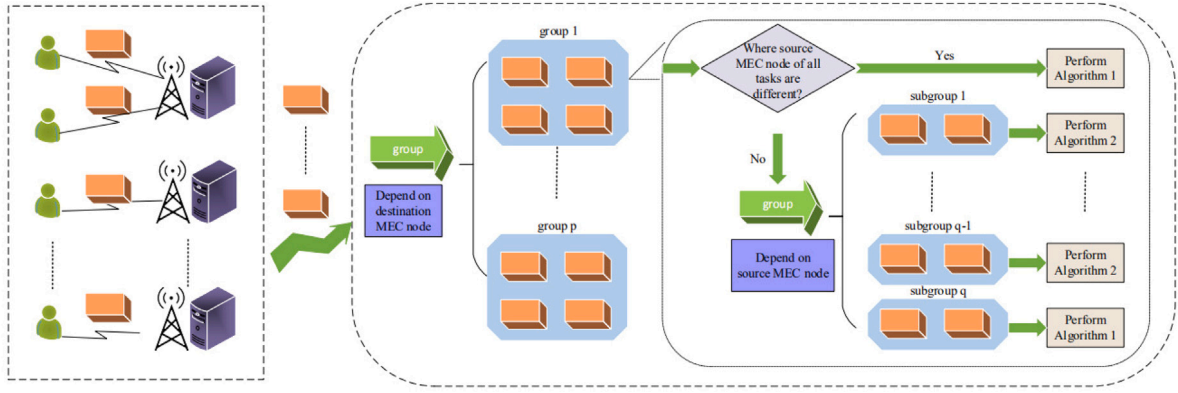 group
Depend on
destination
MEC node
group 1
group p
Where source
MEC node of all
tasks are
different?
Yes
Perform
Algorithm 1
No
group
Depend on
source MEC node
subgroup 1
Perform
Algorithm 2
subgroup q-1
Perform
Algorithm 2
subgroup q
Perform
Algorithm 1